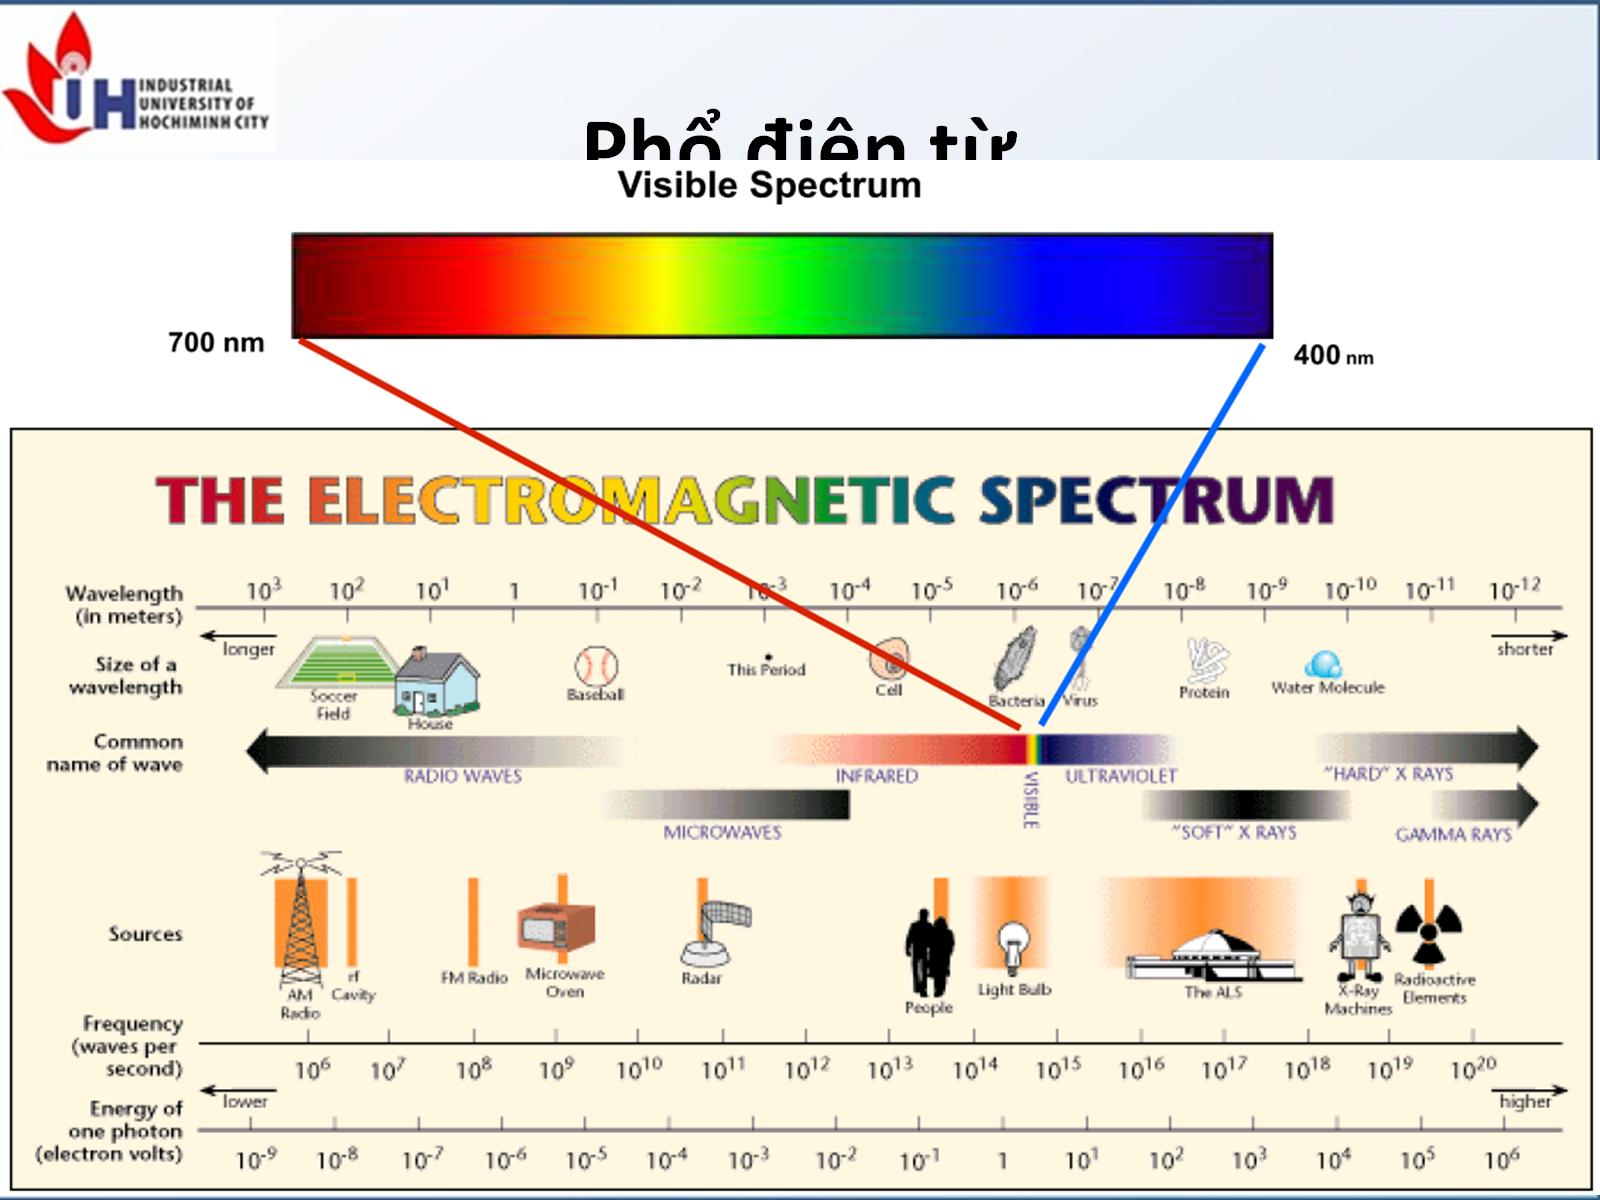 INDUSTRIAL
UNIVERSITY OF
HOCHIMINH CITY
IUH
Phổ điện từ
Visible Spectrum
700 nm
400 nm
THE ELECTROMAGNETIC SPECTRUM
Wavelength
(in meters)
10³ 10² 10¹ 1 10⁻¹ 10⁻² 10⁻³ 10⁻⁴ 10⁻⁵ 10⁻⁶ 10⁻⁷ 10⁻⁸ 10⁻⁹ 10⁻¹⁰ 10⁻¹¹ 10⁻¹²
longer
shorter
Size of a
wavelength
Soccer
Field
House
Baseball
This Period
Cell
Bacteria
Virus
Protein
Water Molecule
Common
name of wave
RADIO WAVES
INFRARED
VISIBLE
ULTRAVIOLET
"HARD" X RAYS
MICROWAVES
"SOFT" X RAYS
GAMMA RAYS
Sources
AM
Radio
rf
Cavity
FM Radio
Microwave
Oven
Radar
People
Light Bulb
The ALS
X-Ray
Machines
Radioactive
Elements
Frequency
(waves per
second)
10⁶ 10⁷ 10⁸ 10⁹ 10¹⁰ 10¹¹ 10¹² 10¹³ 10¹⁴ 10¹⁵ 10¹⁶ 10¹⁷ 10¹⁸ 10¹⁹ 10²⁰
lower
higher
Energy of
one photon
(electron volts)
10⁻⁹ 10⁻⁸ 10⁻⁷ 10⁻⁶ 10⁻⁵ 10⁻⁴ 10⁻³ 10⁻² 10⁻¹ 1 10¹ 10² 10³ 10⁴ 10⁵ 10⁶